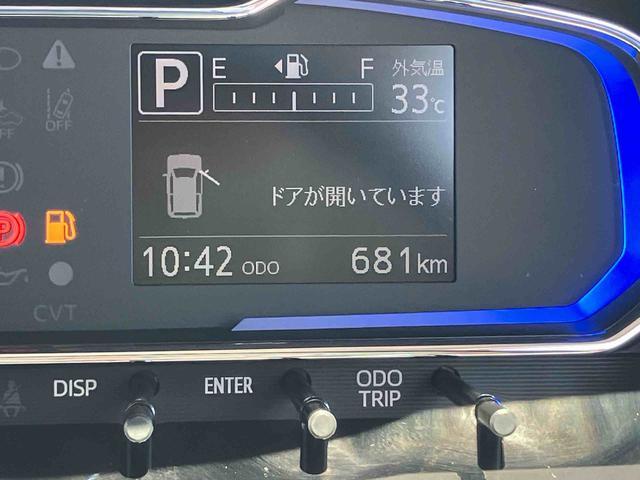 P E F 外気温
33℃
OFF
ドアが開いています
P
10:42 ODO 681km
CVT
DISP ENTER ODO
TRIP